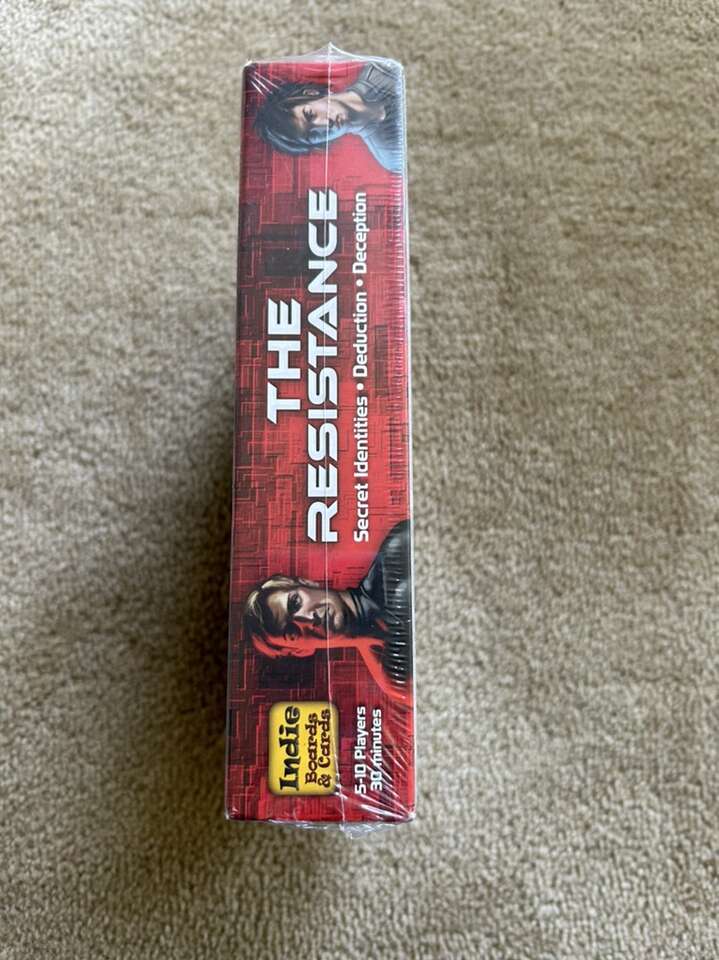 THE
RESISTANCE
Secret Identities • Deduction • Deception
Indie
Boards
& Cards
5-10 Players
30 minutes